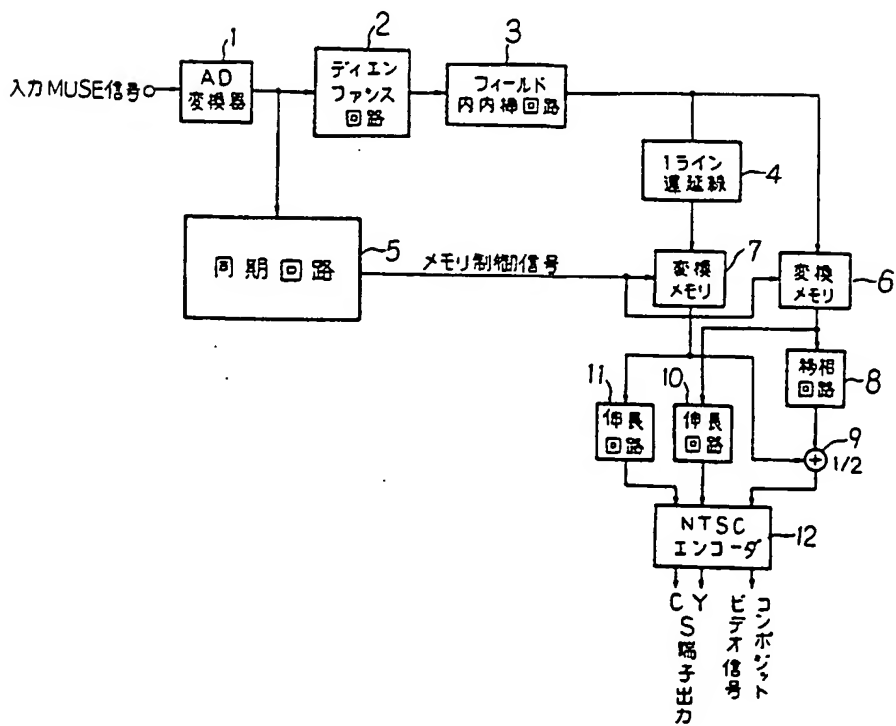 1
2
3
入力MUSE信号
AD
変換器
ディエン
ファンス
回路
フィールド
内内挿回路
1ライン
遅延線
4
同期回路
5
メモリ制御信号
7
変換
メモリ
変換
メモリ
6
11
10
伸長
回路
伸長
回路
移相
回路
8
9
1/2
NTSC
エンコーダ
12
C
Y
S端子出力
コンポジット
ビデオ信号